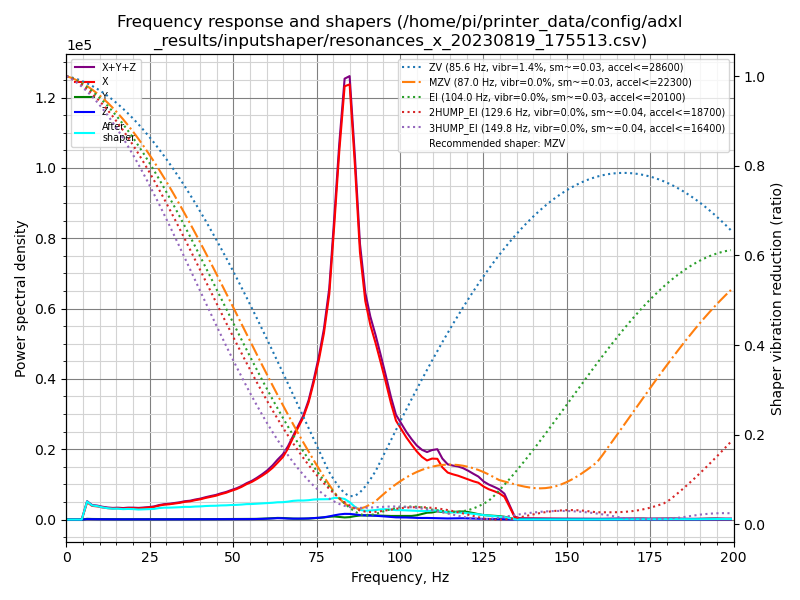 Frequency response and shapers (/home/pi/printer_data/config/adxl
_results/inputshaper/resonances_x_20230819_175513.csv)
1e5
X+Y+Z
X
Y
Z
After
shaper
ZV (85.6 Hz, vibr=1.4%, sm~=0.03, accel<=28600)
MZV (87.0 Hz, vibr=0.0%, sm~=0.03, accel<=22300)
EI (104.0 Hz, vibr=0.0%, sm~=0.03, accel<=20100)
2HUMP_EI (129.6 Hz, vibr=0.0%, sm~=0.04, accel<=18700)
3HUMP_EI (149.8 Hz, vibr=0.0%, sm~=0.04, accel<=16400)
Recommended shaper: MZV
Power spectral density
1.2
1.0
0.8
0.6
0.4
0.2
0.0
1.0
0.8
0.6
0.4
0.2
0.0
Shaper vibration reduction (ratio)
0 25 50 75 100 125 150 175 200
Frequency, Hz